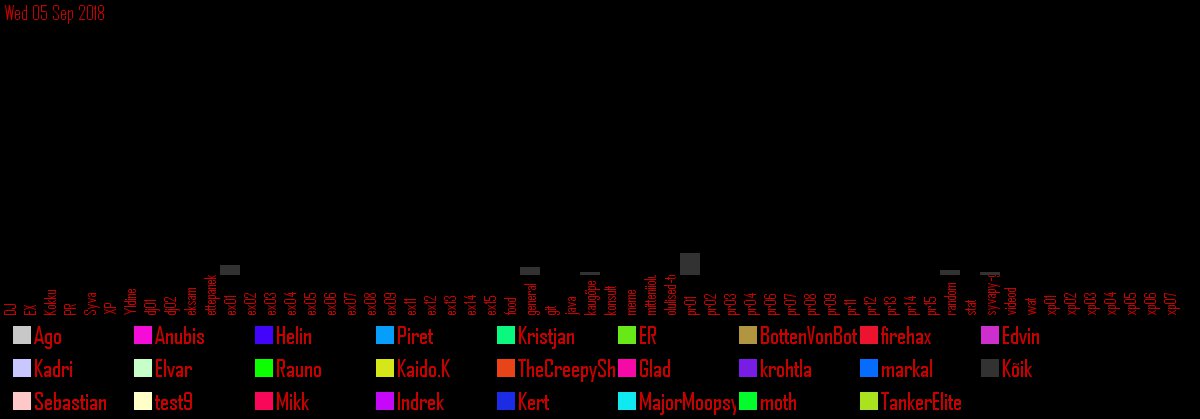 Wed 05 Sep 2018
DJ EX Kokku PR Syva XP Yldine dj01 dj02 eksam ettepanek ex01 ex02 ex03 ex04 ex05 ex06 ex07 ex08 ex09 ex11 ex12 ex13 ex14 ex15 food general git java kaugõpe konsult meme mitteriiol. olulised-h pr01 pr02 pr03 pr04 pr06 pr07 pr08 pr09 pr11 pr12 pr13 pr14 pr15 random stat syvapy-g videod wat xp01 xp02 xp03 xp04 xp05 xp06 xp07
Ago Anubis Helin Piret Kristjan ER BottenVonBot firehax Edvin
Kadri Elvar Rauno Kaido.K TheCreepySh Glad krohtla markal Kõik
Sebastian test9 Mikk Indrek Kert MajorMoopsy moth TankerElite